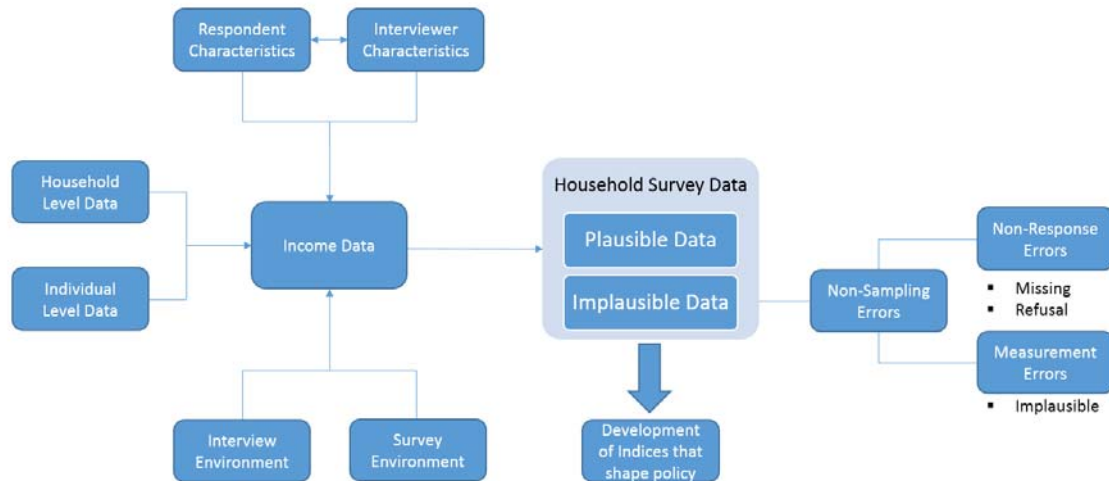 Respondent
Characteristics
Interviewer
Characteristics
Household
Level Data
Individual
Level Data
Income Data
Household Survey Data
Plausible Data
Implausible Data
Non-Sampling
Errors
Non-Response
Errors
▪ Missing
▪ Refusal
Measurement
Errors
▪ Implausible
Interview
Environment
Survey
Environment
Development
of Indices that
shape policy